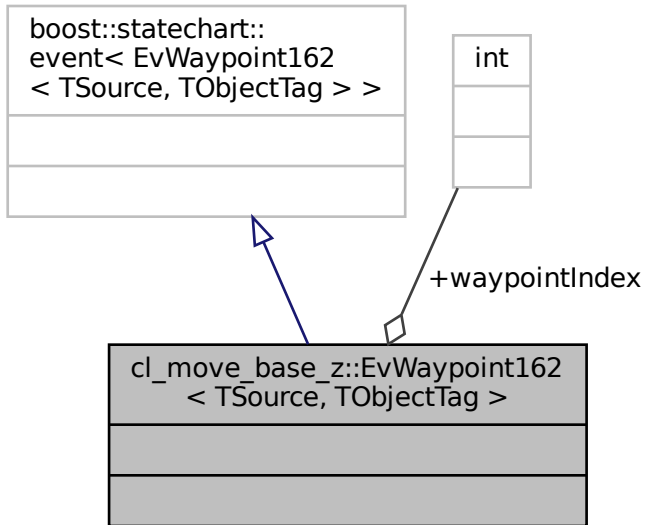 boost::statechart::
event< EvWaypoint162
< TSource, TObjectTag > >
int
+waypointIndex
cl_move_base_z::EvWaypoint162
< TSource, TObjectTag >